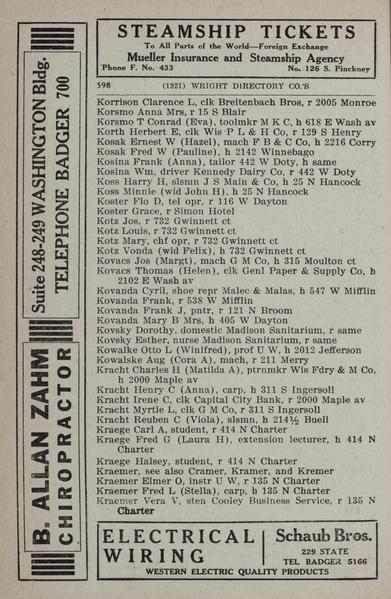 STEAMSHIP TICKETS
To All Parts of the World—Foreign Exchange
Mueller Insurance and Steamship Agency
'Phone F. No. 433 No. 126 S. Pinckney
598 (1921) WRIGHT DIRECTORY CO.'S
Korrison Clarence L, clk Breitenbach Bros, r 2005 Monroe
Korsmo Anna Mrs, r 15 S Blair
Korsmo T Conrad (Eva), toolmkr M K C, h 618 E Wash av
Korth Herbert E, clk Wis P L & H Co, r 129 S Henry
Kosak Ernest W (Hazel), mach F B & C Co, h 2216 Corry
Kosak Fred W (Pauline), h 2142 Winnebago
Kosina Frank (Anna), tailor 442 W Doty, h same
Kosina Wm, driver Kennedy Dairy Co, r 442 W Doty
Koss Harry H, slsmn J S Main & Co, h 25 N Hancock
Koss Minnie (wid John H), h 25 N Hancock
Koster Flo D, tel opr, r 116 W Dayton
Koster Grace, r Simon Hotel
Kotz Jos, r 732 Gwinnett ct
Kotz Louis, r 732 Gwinnett ct
Kotz Mary, chf opr, r 732 Gwinnett ct
Kotz Vonda (wid Felix), h 732 Gwinnett ct
Kovacs Jos (Margt), mach G M Co, h 315 Moulton ct
Kovacs Thomas (Helen), clk Genl Paper & Supply Co, h
2102 E Wash av
Kovanda Cyril, shoe repr Malec & Malas, h 547 W Mifflin
Kovanda Frank, r 538 W Mifflin
Kovanda Frank J, pntr, r 121 N Broom
Kovanda Mary B Mrs, h 405 W Dayton
Kovsky Dorothy, domestic Madison Sanitarium, r same
Kovsky Esther, nurse Madison Sanitarium, r same
Kowalke Otto L (Winifred), prof U W, h 2012 Jefferson
Kowalske Aug (Cora A), mach, r 211 Merry
Kracht Charles H (Matilda A), ptrnmkr Wis Fdry & M Co,
h 2000 Maple av
Kracht Henry C (Anna), carp, h 311 S Ingersoll
Kracht Irene C, clk Capital City Bank, r 2000 Maple av
Kracht Myrtle L, clk G M Co, r 311 S Ingersoll
Kracht Reuben C (Viola), slsmn, h 214½ Buell
Kraege Carl A, student, r 414 N Charter
Kraege Fred G (Laura H), extension lecturer, h 414 N
Charter
Kraege Halsey, student, r 414 N Charter
Kraemer, see also Cramer, Kramer, and Kremer
Kraemer Elmer O, instr U W, r 135 N Charter
Kraemer Fred L (Stella), carp, h 135 N Charter
Kraemer Vera V, sten Cooley Business Service, r 135 N
Charter
B. ALLAN ZAHM
CHIROPRACTOR
Suite 248-249 WASHINGTON Bldg.
TELEPHONE BADGER 700
ELECTRICAL
WIRING
Schaub Bros.
229 STATE
TEL BADGER 5166
WESTERN ELECTRIC QUALITY PRODUCTS